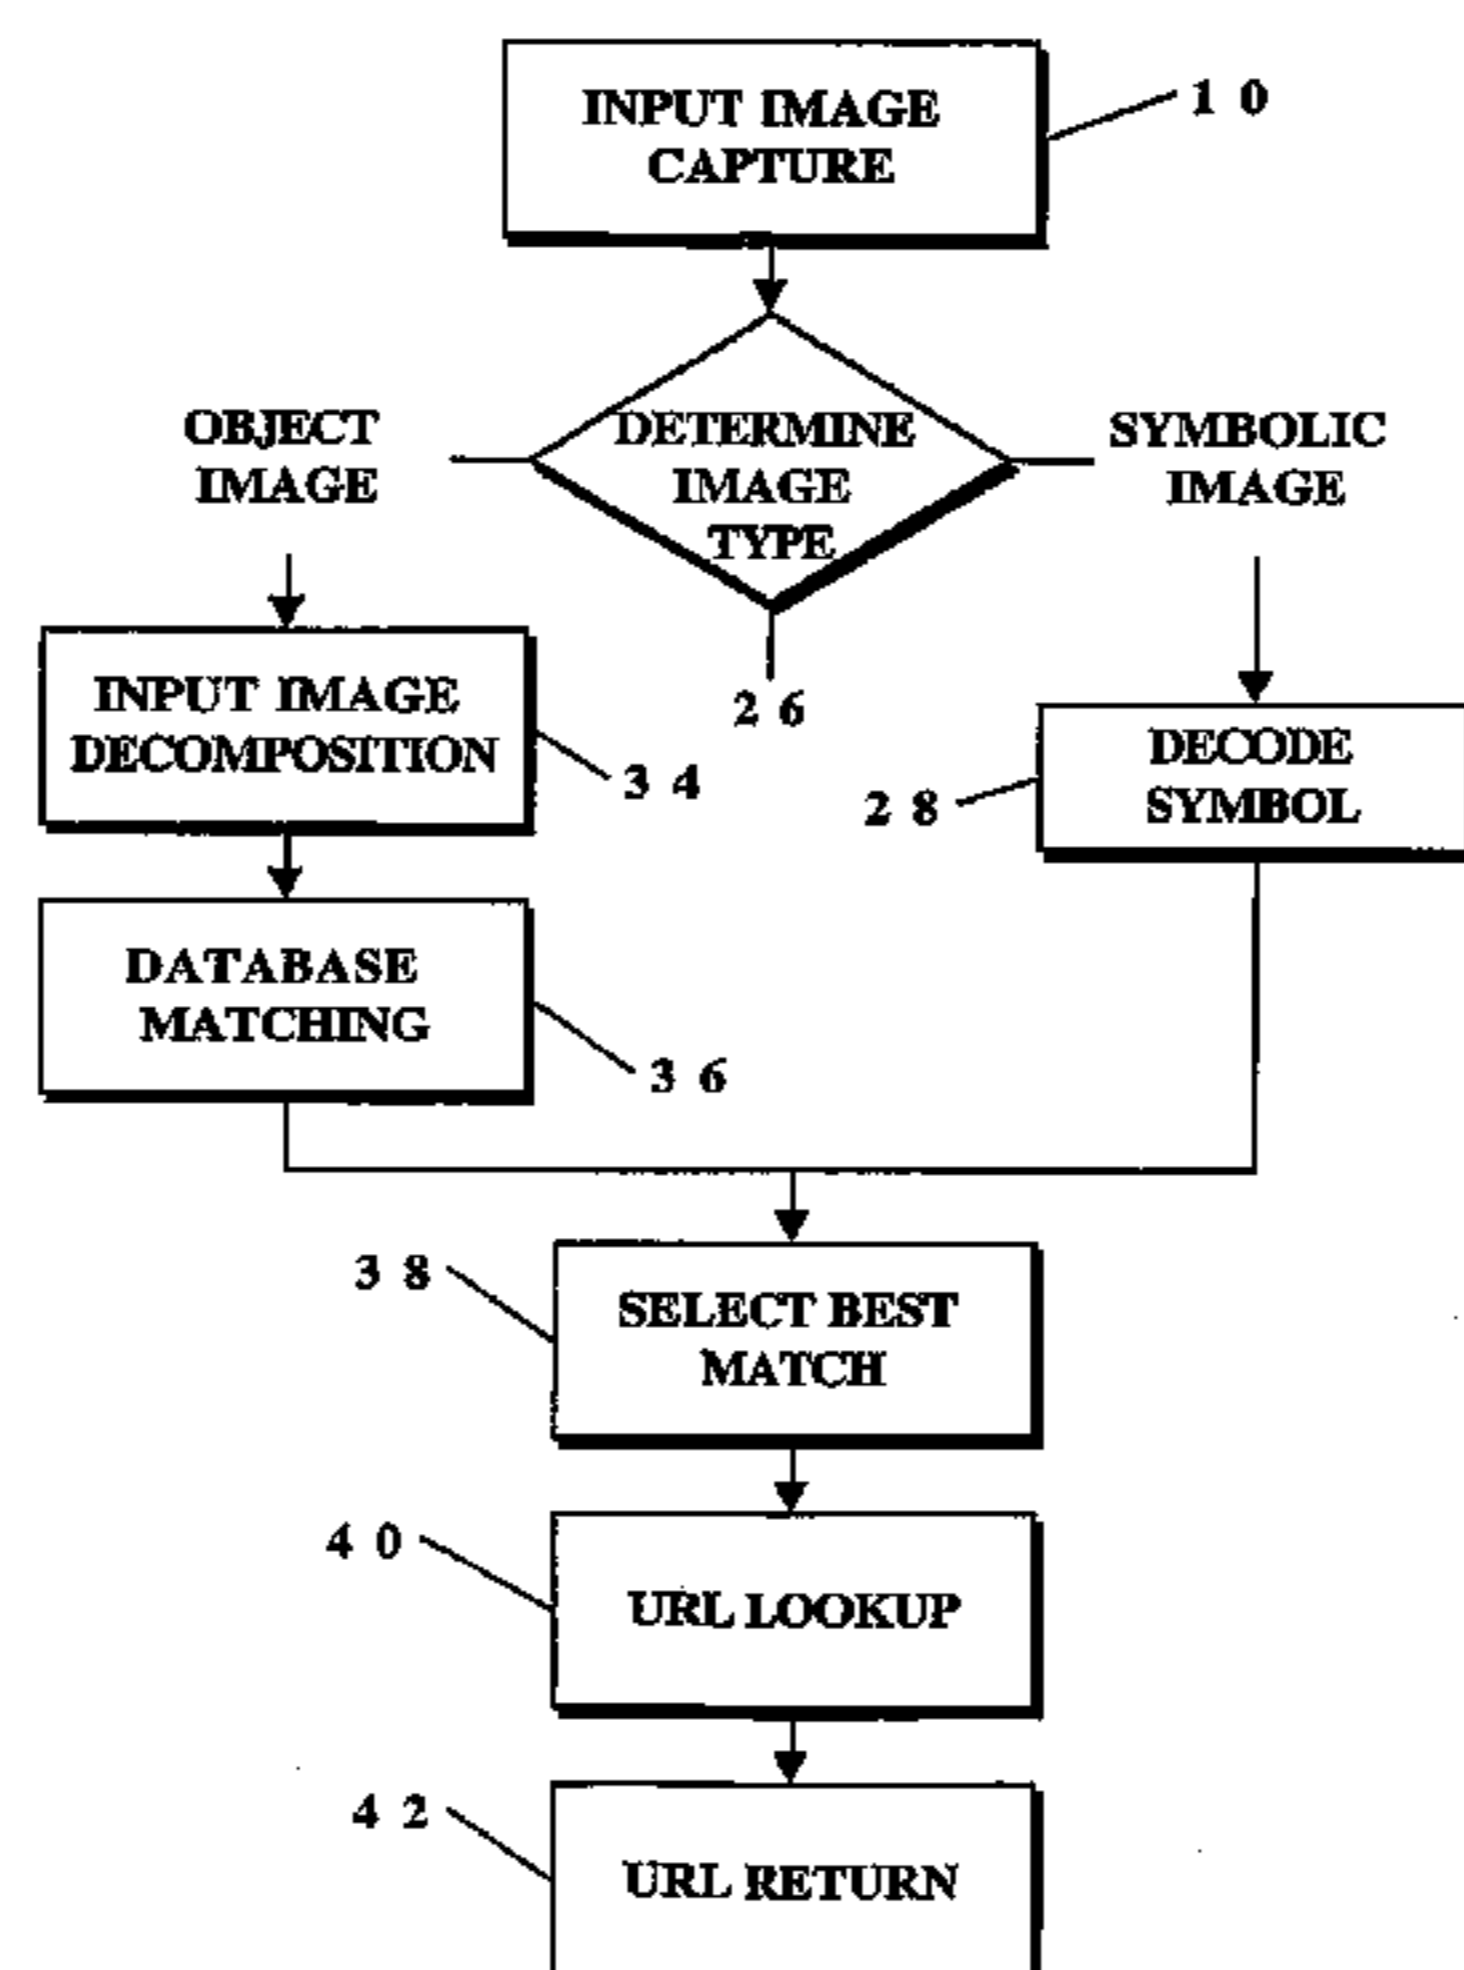 INPUT IMAGE
CAPTURE
1 0
OBJECT
IMAGE
DETERMINE
IMAGE
TYPE
SYMBOLIC
IMAGE
2 6
INPUT IMAGE
DECOMPOSITION
3 4
DECODE
SYMBOL
2 8
DATABASE
MATCHING
3 6
3 8
SELECT BEST
MATCH
4 0
URL LOOKUP
4 2
URL RETURN